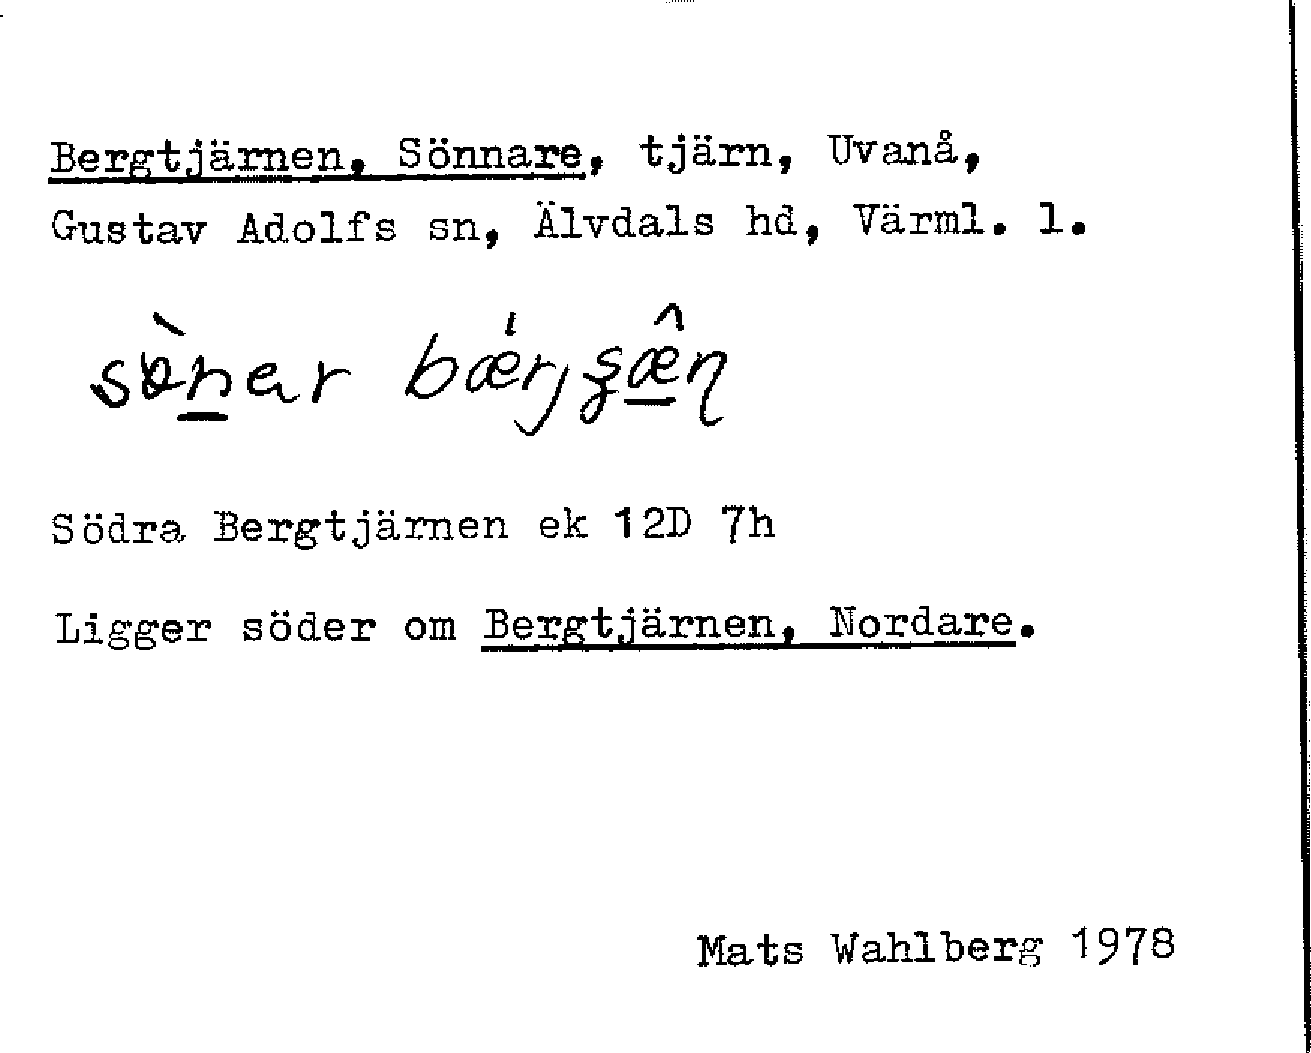 Bergtjärnen, Sönnare, tjärn, Uvanå,
Gustav Adolfs sn, Älvdals hd, Värml. l.
Södra Bergtjärnen ek 12D 7h
Ligger söder om Bergtjärnen, Nordare.
Mats Wahlberg 1978